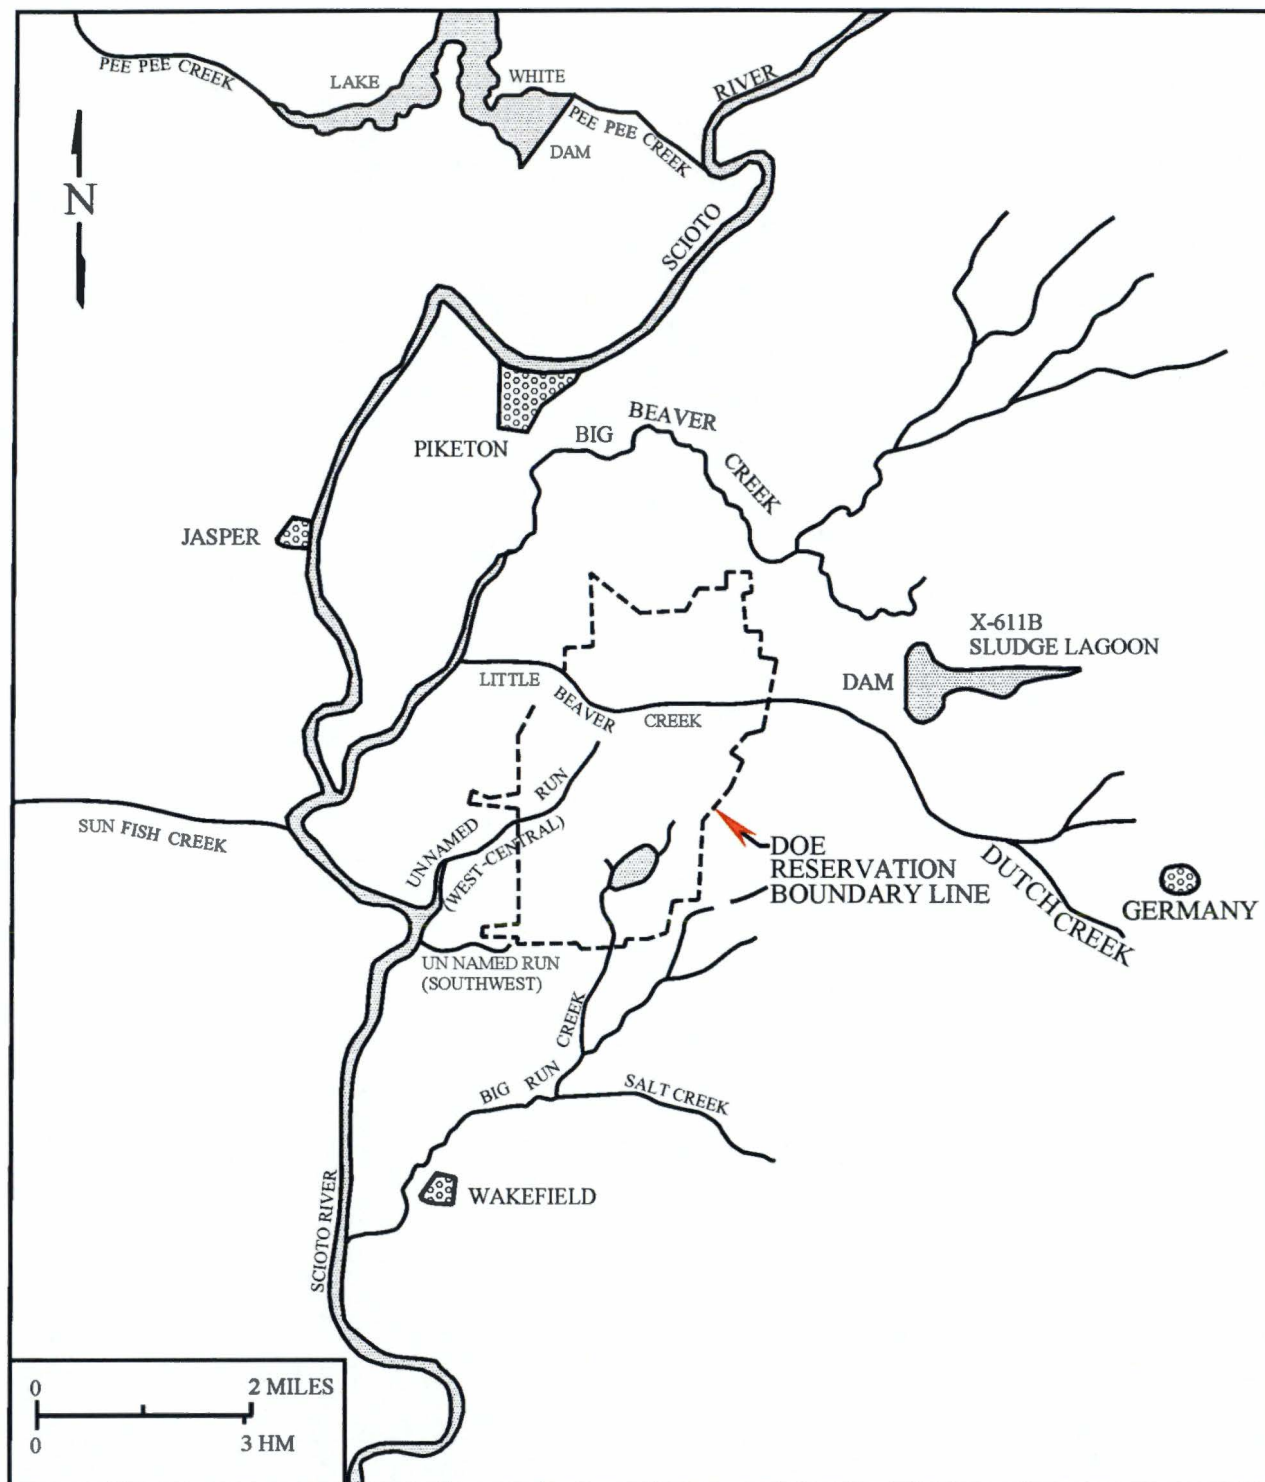 PEE PEE CREEK
LAKE
WHITE
RIVER
PEE PEE CREEK
DAM
N
SCIOTO
BIG
BEAVER
PIKETON
CREEK
JASPER
X-611B
SLUDGE LAGOON
DAM
LITTLE
BEAVER
CREEK
RUN
SUN FISH CREEK
UN NAMED
(WEST-CENTRAL)
DOE
RESERVATION
BOUNDARY LINE
DUTCH CREEK
GERMANY
UN NAMED RUN
(SOUTHWEST)
CREEK
BIG RUN
SALT CREEK
WAKEFIELD
SCIOTO RIVER
0 2 MILES
0 3 HM